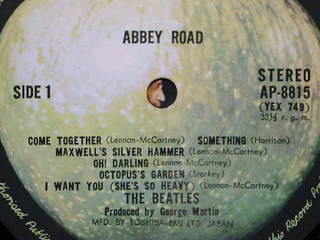 ABBEY ROAD
SIDE 1
STEREO
AP-8815
(YEX 749)
33⅓ r. p. m.
COME TOGETHER (Lennon-McCartney) SOMETHING (Harrison)
MAXWELL'S SILVER HAMMER (Lennon-McCartney)
OH! DARLING (Lennon-McCartney)
OCTOPUS'S GARDEN (Starkey)
I WANT YOU (SHE'S SO HEAVY) (Lennon-McCartney)
THE BEATLES
Produced by George Martin
MFD. BY TOSHIBA-EMI LTD. JAPAN
this Record